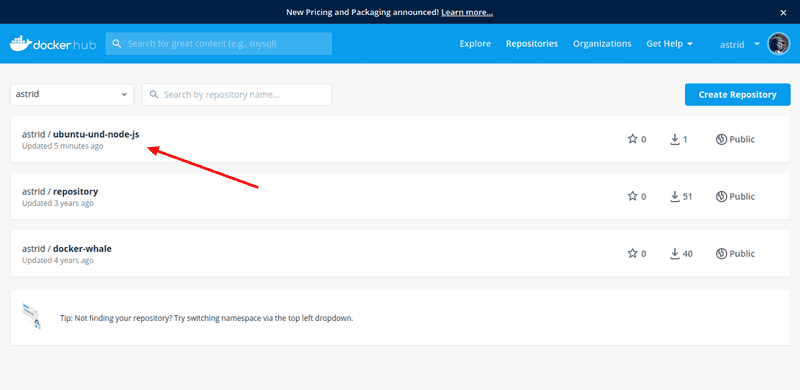 New Pricing and Packaging announced! Learn more... ×
docker hub Search for great content (e.g., mysql) Explore Repositories Organizations Get Help astrid
astrid Search by repository name... Create Repository
astrid / ubuntu-und-node-js 0 1 Public
Updated 5 minutes ago
astrid / repository 0 51 Public
Updated 3 years ago
astrid / docker-whale 0 40 Public
Updated 4 years ago
Tip: Not finding your repository? Try switching namespace via the top left dropdown.